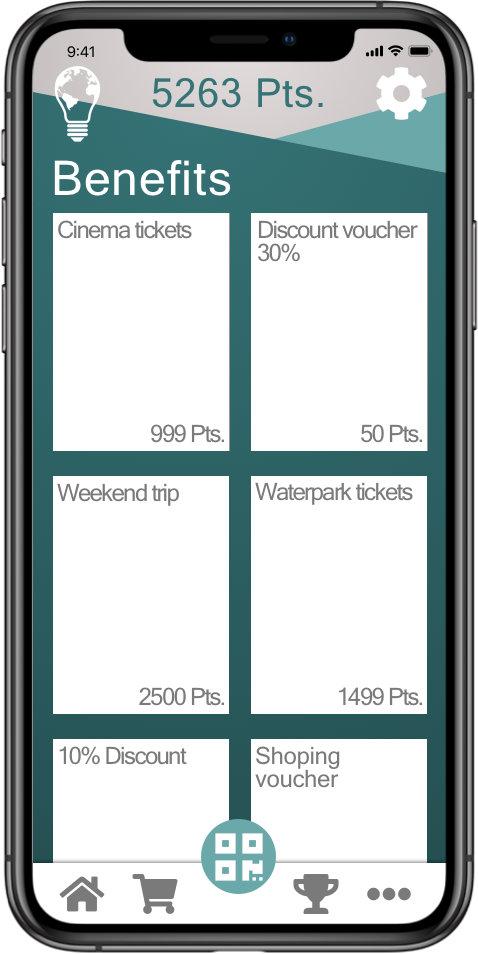 9:41
5263 Pts.
Benefits
Cinema tickets
999 Pts.
Discount voucher
30%
50 Pts.
Weekend trip
2500 Pts.
Waterpark tickets
1499 Pts.
10% Discount
Shoping
voucher